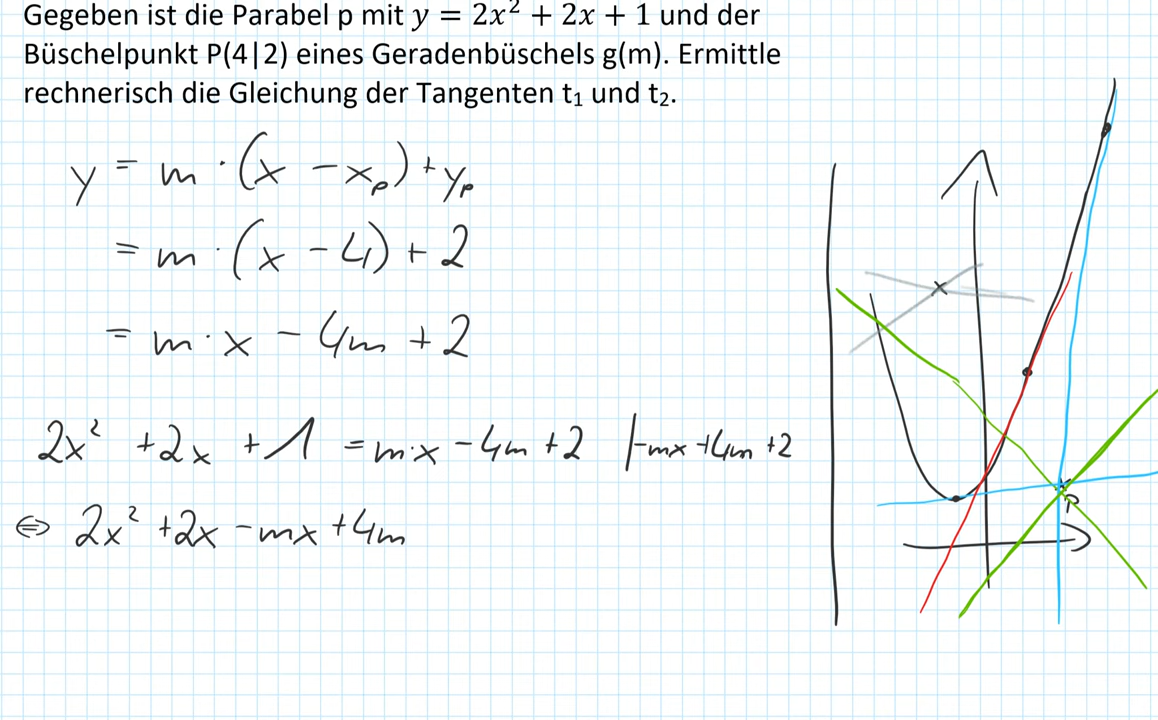 Gegeben ist die Parabel p mit y = 2x² + 2x + 1 und der
Büschelpunkt P(4|2) eines Geradenbüschels g(m). Ermittle
rechnerisch die Gleichung der Tangenten t₁ und t₂.
y = m · (x - xₚ) + yₚ
= m · (x - 4) + 2
= m · x - 4m + 2
2x² + 2x + 1 = m·x - 4m + 2 |-mx +4m +2
⇔ 2x² + 2x - mx + 4m
P